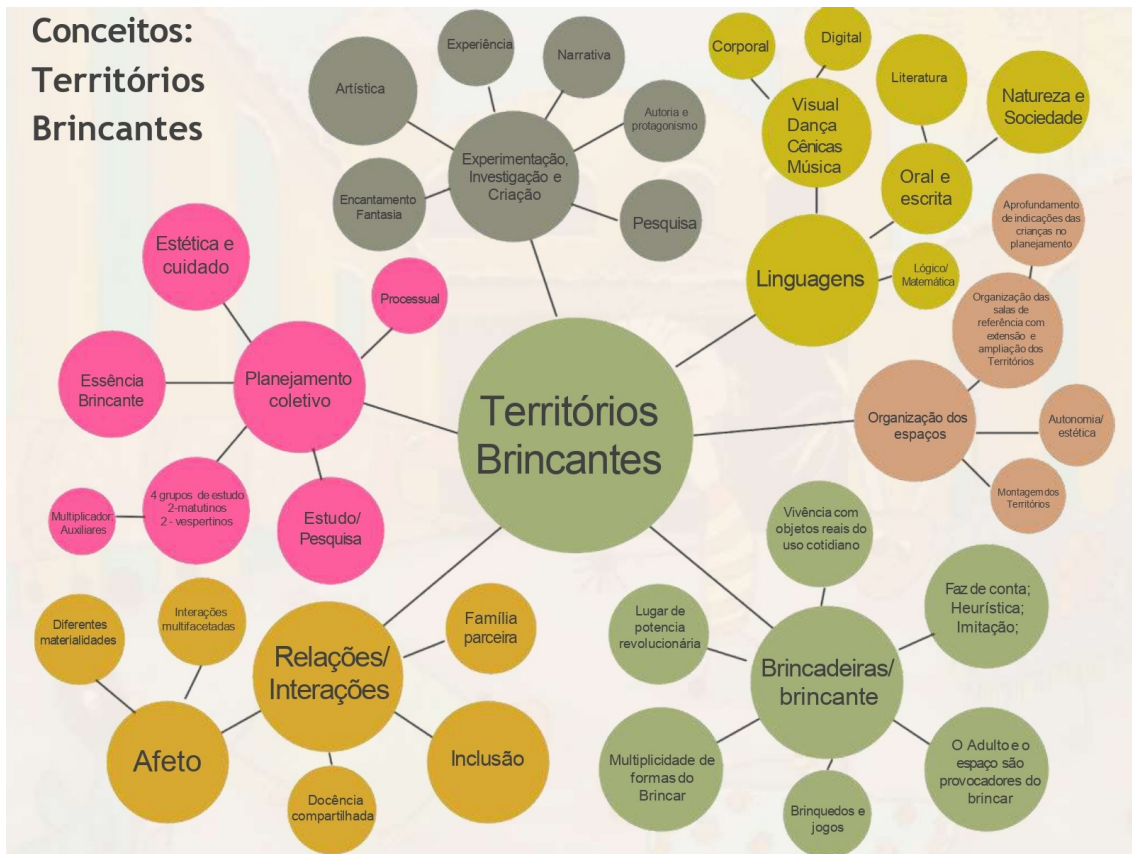 Conceitos:
Territórios
Brincantes
Experiência
Narrativa
Artística
Autoria e
protagonismo
Experimentação,
Investigação e
Criação
Encantamento
Fantasia
Pesquisa
Corporal
Digital
Visual
Dança
Cênicas
Música
Literatura
Natureza e
Sociedade
Oral e
escrita
Linguagens
Lógico/
Matemática
Aprofundamento
de indicações das
crianças no
planejamento
Organização das
salas de
referência com
extensão e
ampliação dos
Territórios
Organização dos
espaços
Autonomia/
estética
Montagem dos
Territórios
Estética e
cuidado
Processual
Essência
Brincante
Planejamento
coletivo
4 grupos de estudo
2-matutinos
2 - vespertinos
Multiplicador:
Auxiliares
Estudo/
Pesquisa
Territórios
Brincantes
Diferentes
materialidades
Interações
multifacetadas
Relações/
Interações
Família
parceira
Afeto
Inclusão
Docência
compartilhada
Vivência com
objetos reais do
uso cotidiano
Lugar de
potencia
revolucionária
Faz de conta;
Heurística;
Imitação;
Brincadeiras/
brincante
Multiplicidade de
formas do
Brincar
Brinquedos e
jogos
O Adulto e o
espaço são
provocadores do
brincar